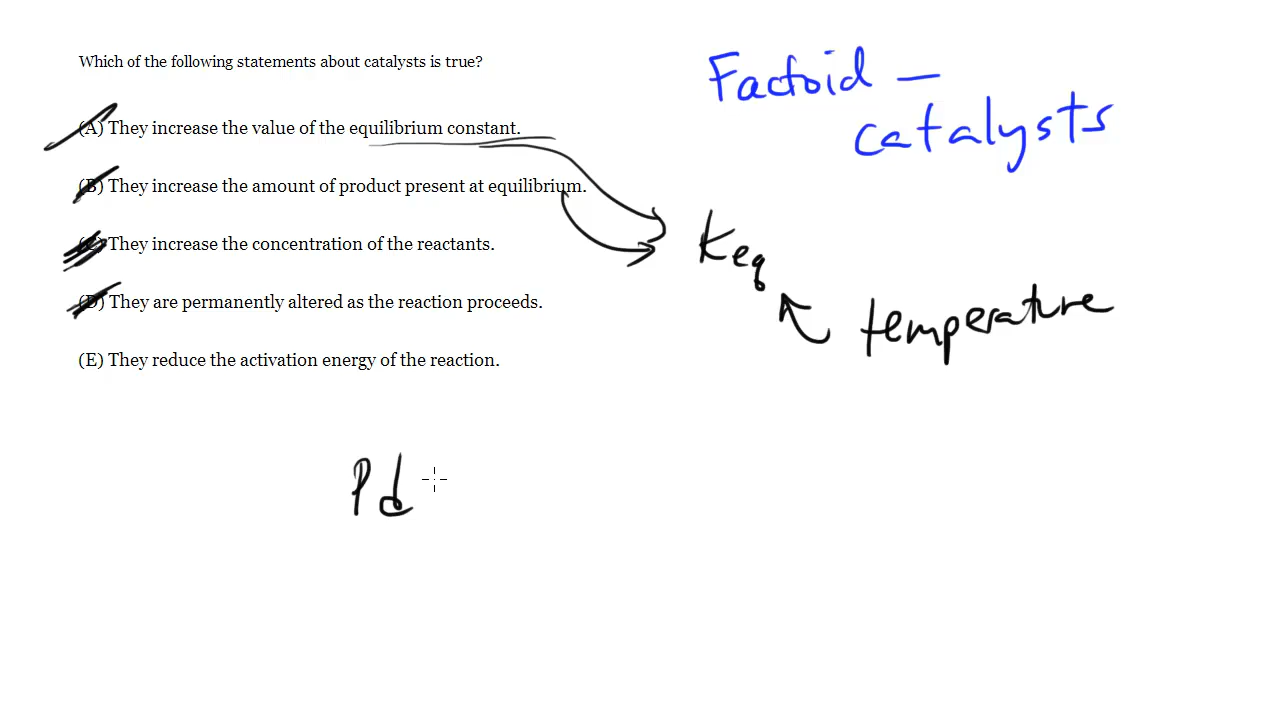 Which of the following statements about catalysts is true?
(A) They increase the value of the equilibrium constant.
(B) They increase the amount of product present at equilibrium.
(C) They increase the concentration of the reactants.
(D) They are permanently altered as the reaction proceeds.
(E) They reduce the activation energy of the reaction.
Factoid —
catalysts
Keq
temperature
Pd